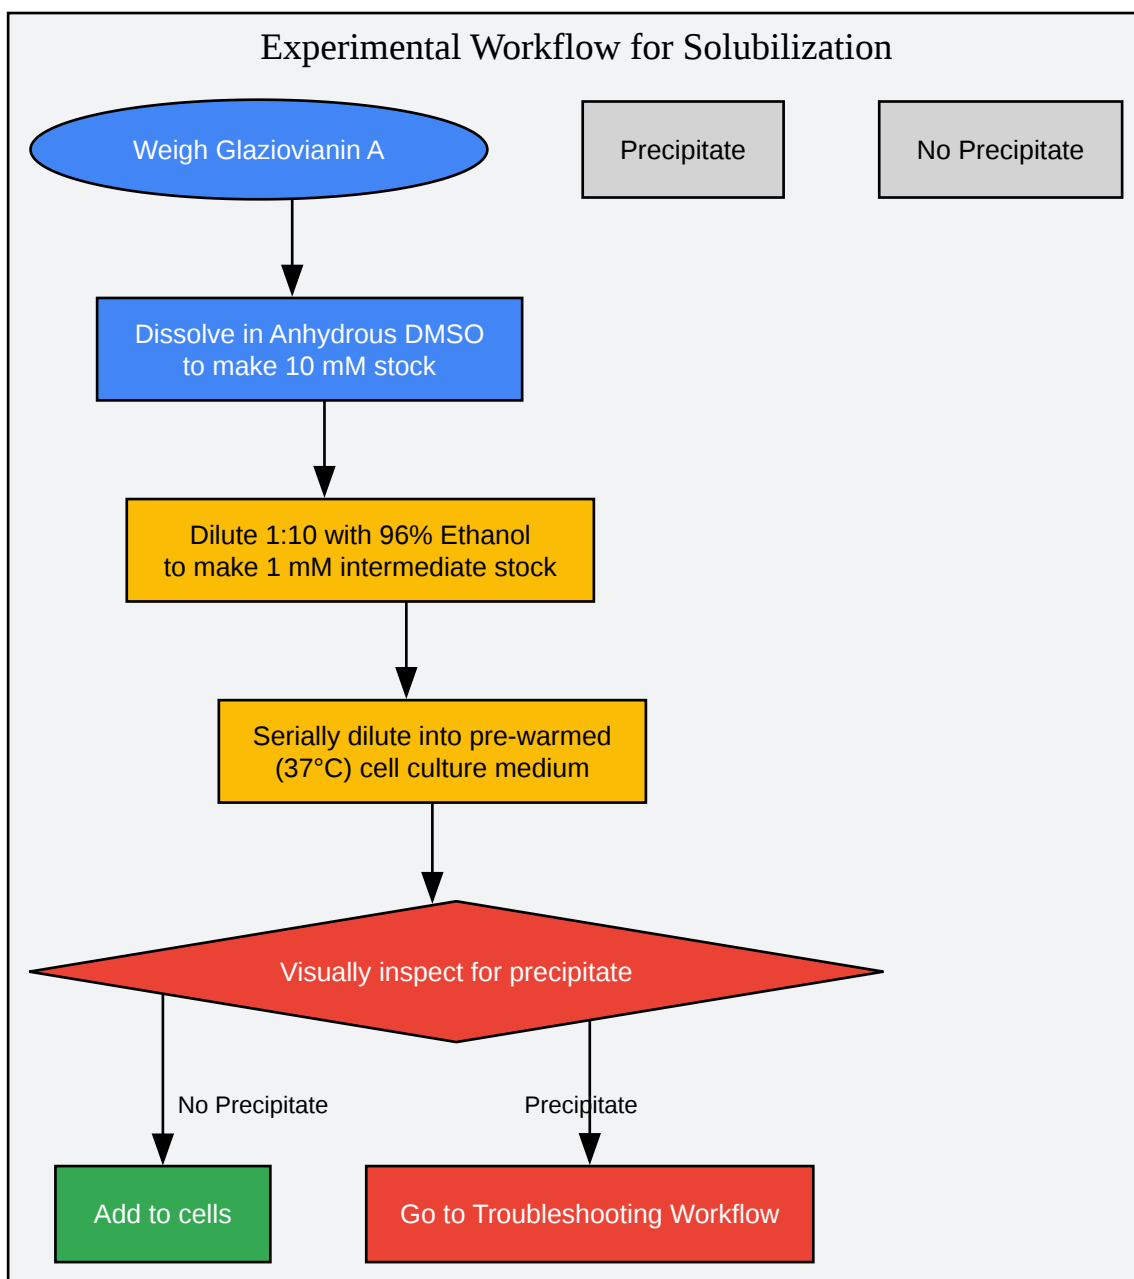 Experimental Workflow for Solubilization
Weigh Glaziovianin A
Precipitate
No Precipitate
Dissolve in Anhydrous DMSO
to make 10 mM stock
Dilute 1:10 with 96% Ethanol
to make 1 mM intermediate stock
Serially dilute into pre-warmed
(37°C) cell culture medium
Visually inspect for precipitate
No Precipitate
Precipitate
Add to cells
Go to Troubleshooting Workflow